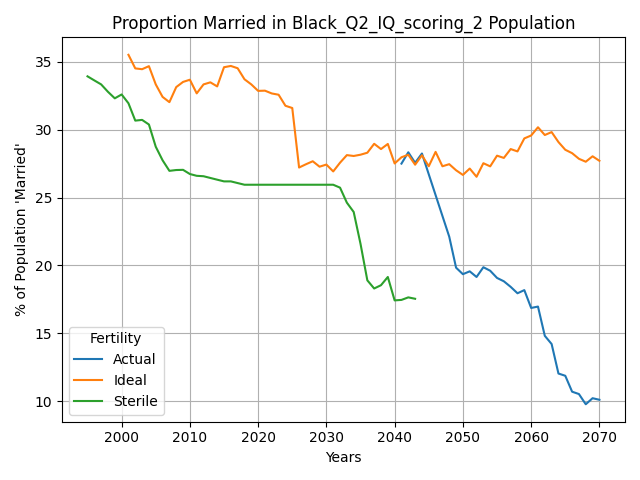 Proportion Married in Black_Q2_IQ_scoring_2 Population
% of Population 'Married'
35
30
25
20
15
10
Fertility
Actual
Ideal
Sterile
2000 2010 2020 2030 2040 2050 2060 2070
Years